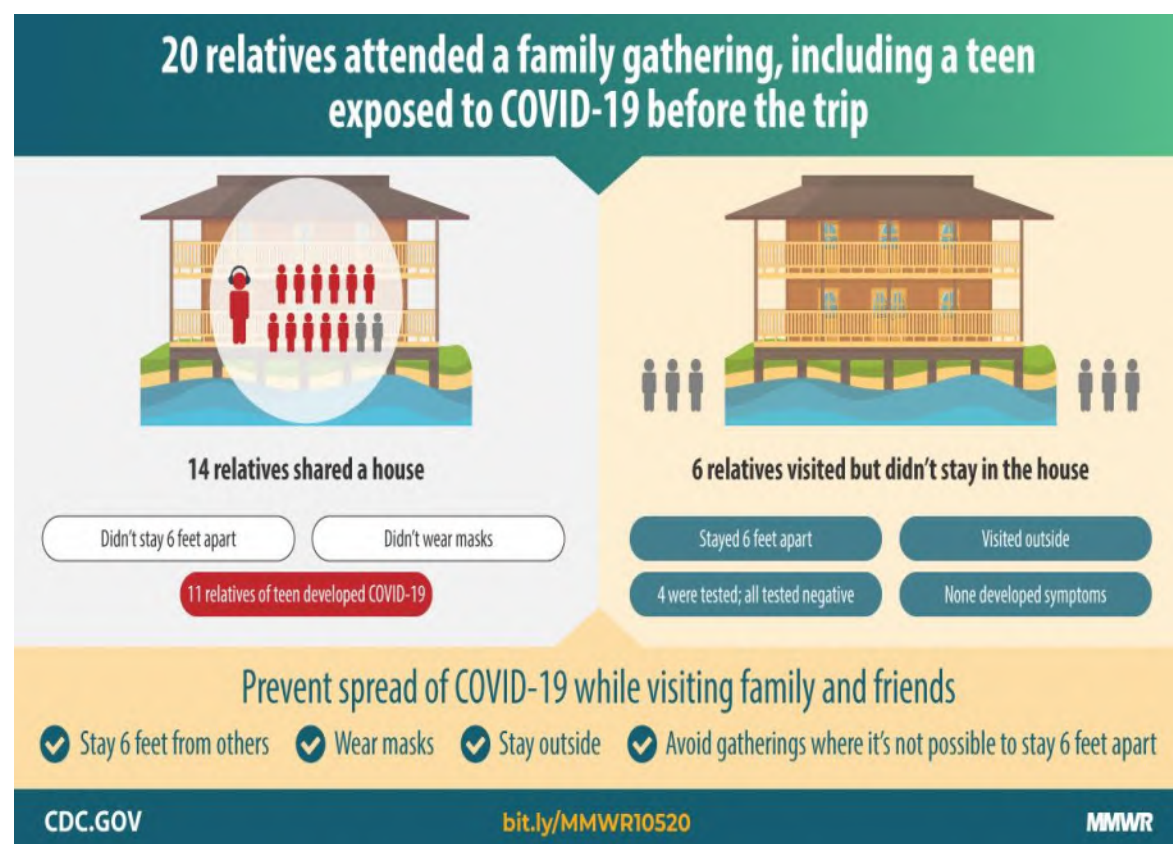 20 relatives attended a family gathering, including a teen
exposed to COVID-19 before the trip
14 relatives shared a house
Didn't stay 6 feet apart
Didn't wear masks
11 relatives of teen developed COVID-19
6 relatives visited but didn't stay in the house
Stayed 6 feet apart
Visited outside
4 were tested; all tested negative
None developed symptoms
Prevent spread of COVID-19 while visiting family and friends
Stay 6 feet from others
Wear masks
Stay outside
Avoid gatherings where it's not possible to stay 6 feet apart
CDC.GOV
bit.ly/MMWR10520
MMWR